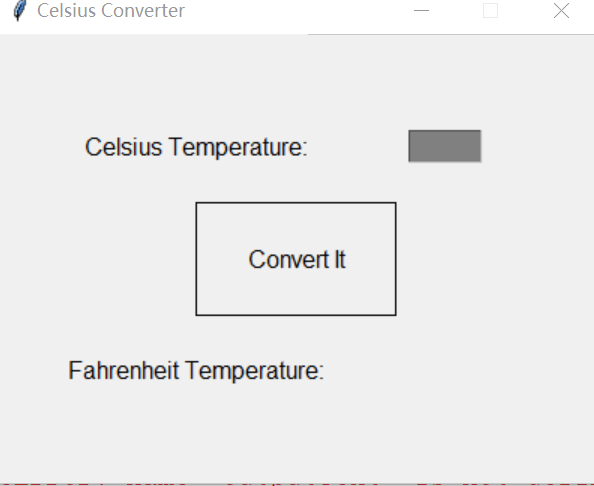 Celsius Converter
Celsius Temperature:
Convert It
Fahrenheit Temperature: